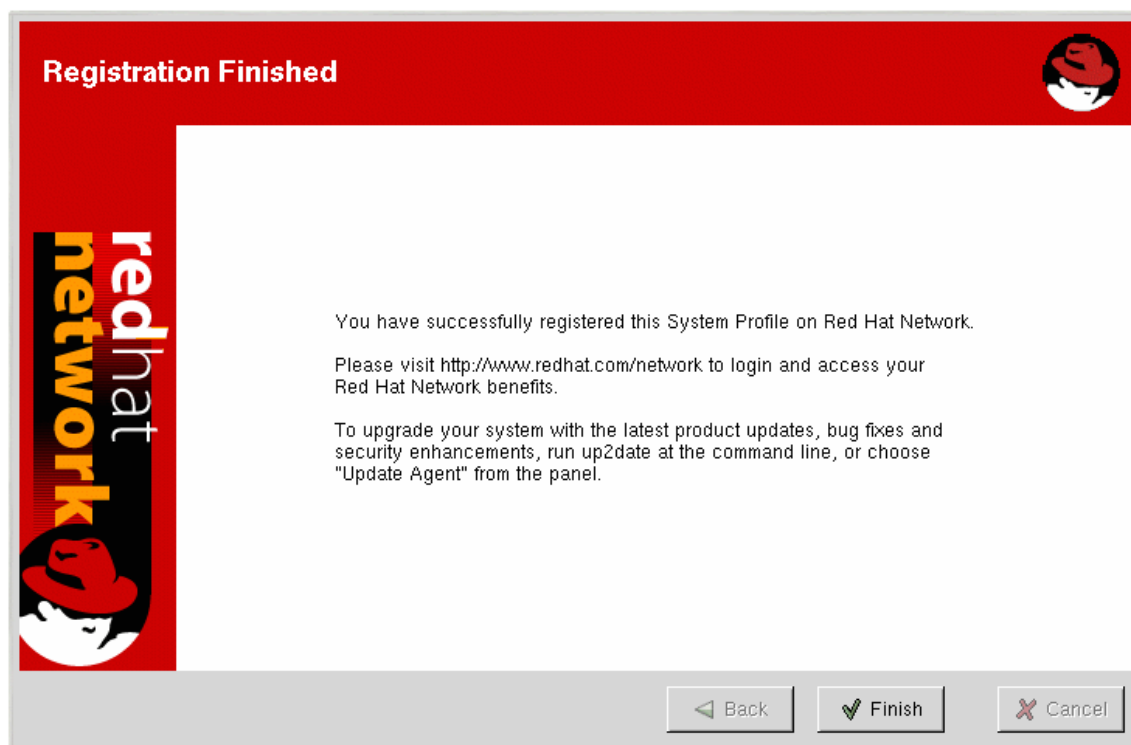 Registration Finished
redhat
network
You have successfully registered this System Profile on Red Hat Network.
Please visit http://www.redhat.com/network to login and access your
Red Hat Network benefits.
To upgrade your system with the latest product updates, bug fixes and
security enhancements, run up2date at the command line, or choose
"Update Agent" from the panel.
Back
Finish
Cancel